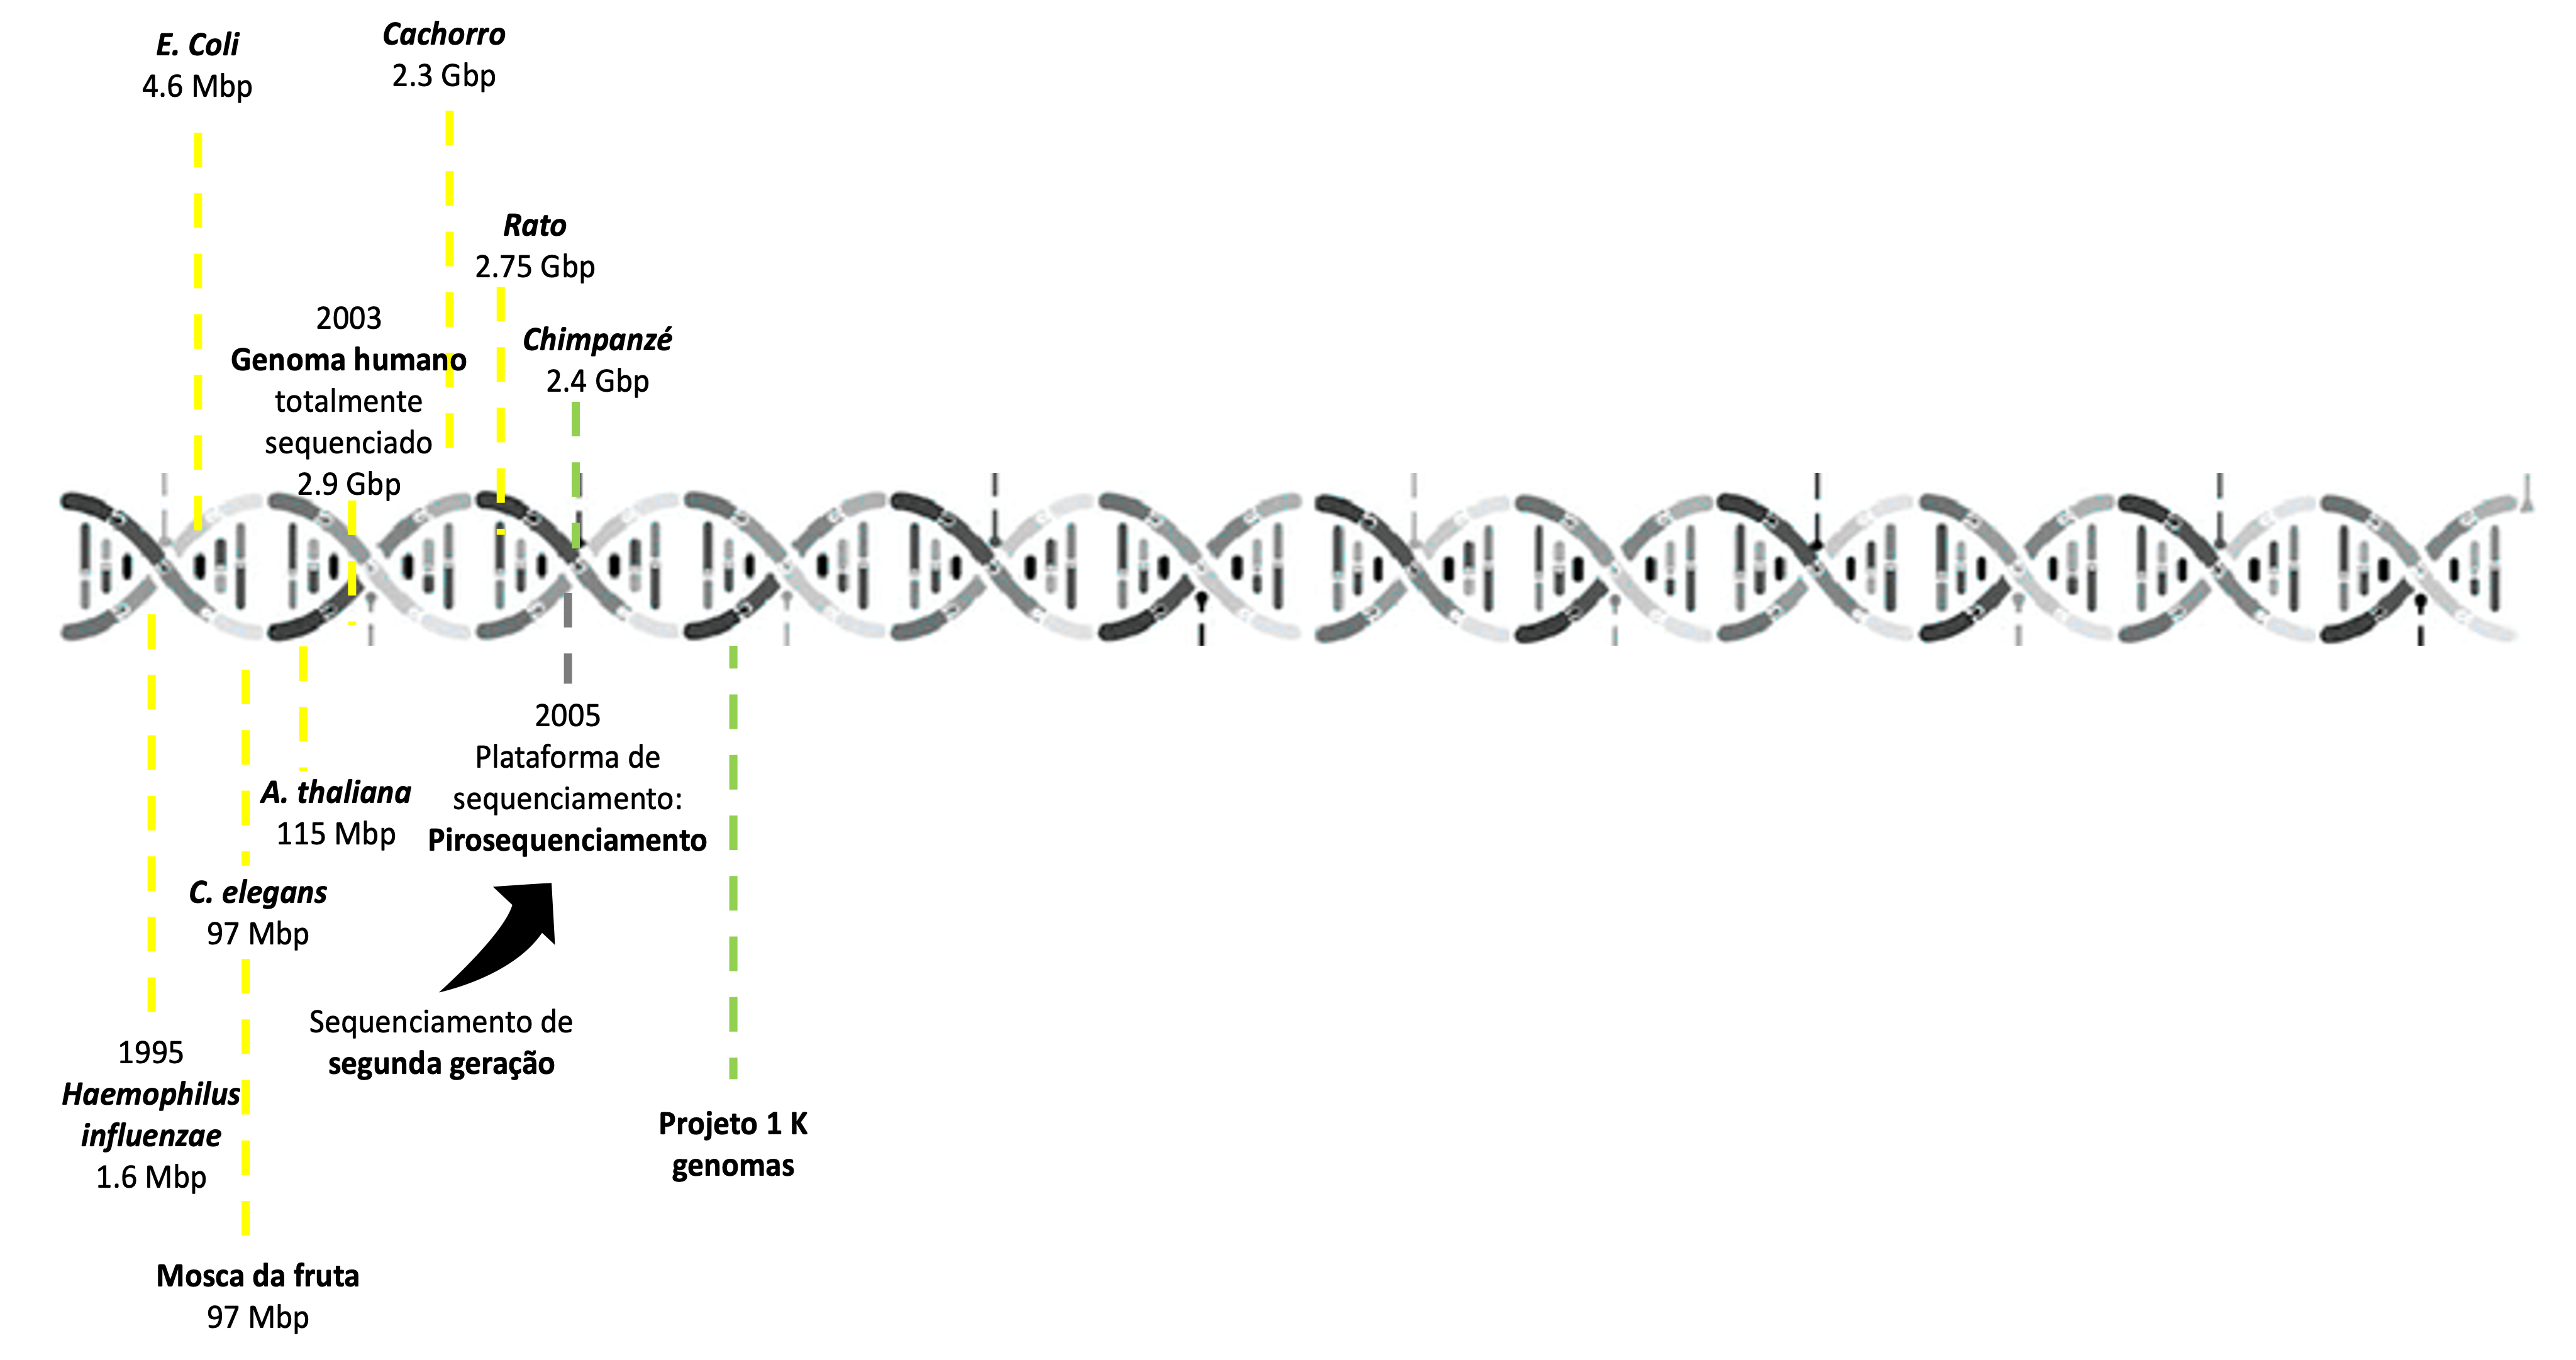 E. Coli
4.6 Mbp
Cachorro
2.3 Gbp
Rato
2.75 Gbp
Chimpanzé
2.4 Gbp
2003
Genoma humano
totalmente
sequenciado
2.9 Gbp
2005
Plataforma de
sequenciamento:
Pirosequenciamento
A. thaliana
115 Mbp
C. elegans
97 Mbp
Sequenciamento de
segunda geração
1995
Haemophilus
influenzae
1.6 Mbp
Projeto 1 K
genomas
Mosca da fruta
97 Mbp